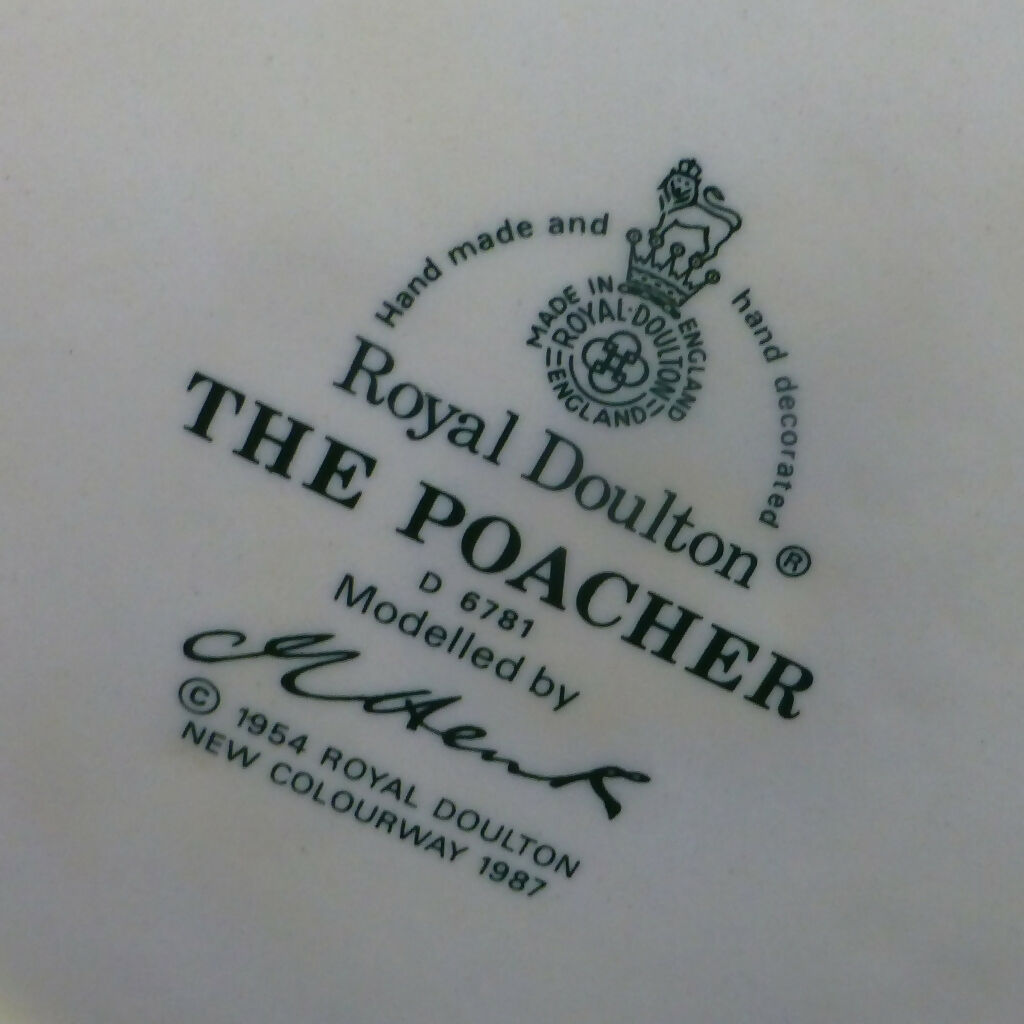 Hand made and hand decorated
MADE IN ENGLAND
ROYAL·DOULTON
ENGLAND
Royal Doulton ®
THE POACHER
D 6781
Modelled by
M Henk
© 1954 ROYAL DOULTON
NEW COLOURWAY 1987